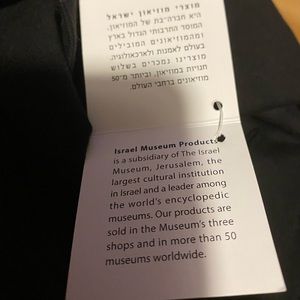 מוצרי מוזיאון ישראל
היא חברה־בת של המוזיאון,
המוסד התרבותי הגדול בארץ
ומהמוזיאונים המובילים
בעולם לאמנות ולארכאולוגיה.
מוצרינו נמכרים בשלוש
חנויות במוזיאון, וביותר מ־50
מוזיאונים ברחבי העולם.
Israel Museum Products
is a subsidiary of The Israel
Museum, Jerusalem, the
largest cultural institution
in Israel and a leader among
the world's encyclopedic
museums. Our products are
sold in the Museum's three
shops and in more than 50
museums worldwide.